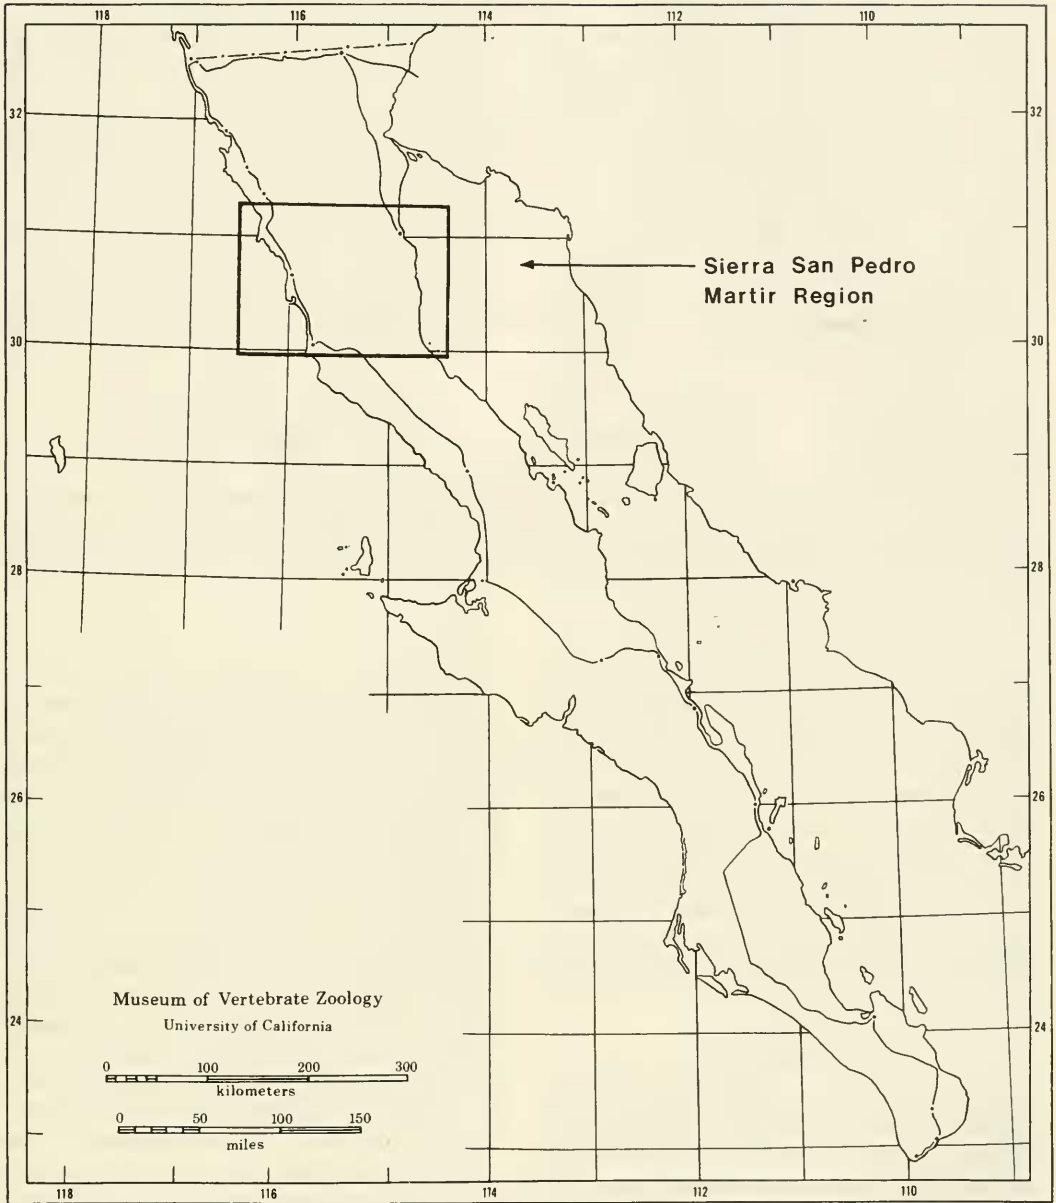 118 116 114 112 110
32 32
Sierra San Pedro
Martir Region
30 30
28 28
26 26
Museum of Vertebrate Zoology
University of California
24 24
0 100 200 300
kilometers
0 50 100 150
miles
118 116 114 112 110